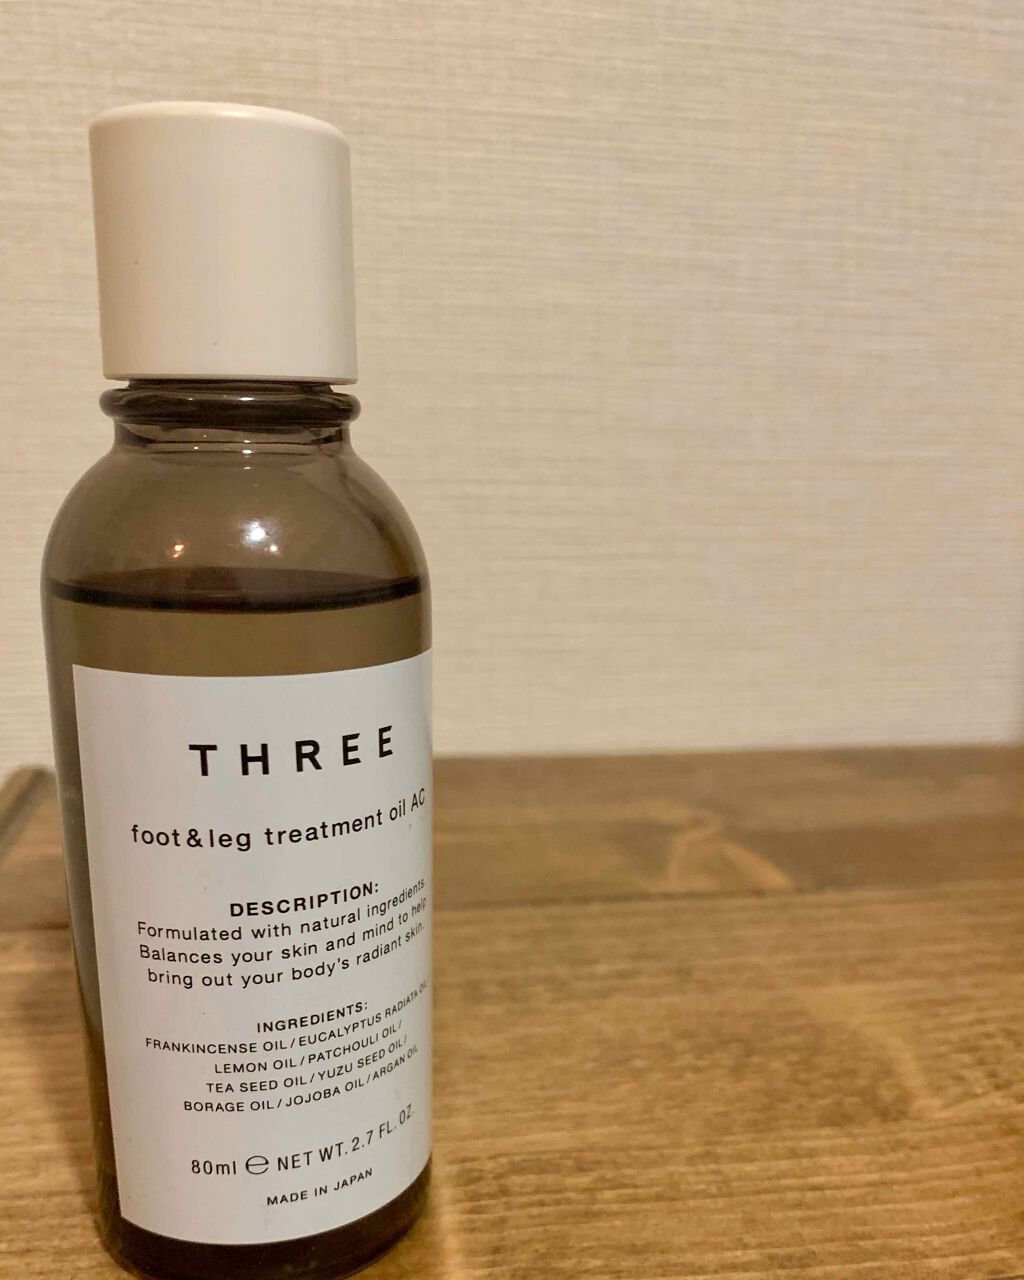 THREE
foot&leg treatment oil AC
DESCRIPTION:
Formulated with natural ingredients.
Balances your skin and mind to help
bring out your body's radiant skin.
INGREDIENTS:
FRANKINCENSE OIL/EUCALYPTUS RADIATA OIL/
LEMON OIL/PATCHOULI OIL/
TEA SEED OIL/YUZU SEED OIL/
BORAGE OIL/JOJOBA OIL/ARGAN OIL
80ml ℮ NET WT. 2.7 FL. OZ.
MADE IN JAPAN